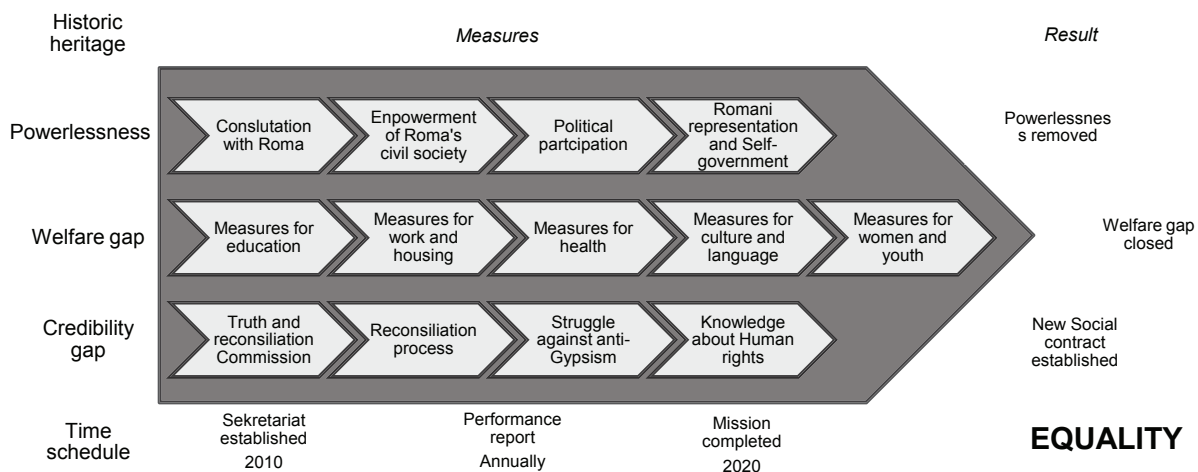 Historic
heritage
Measures
Result
Powerlessness
Conslutation
with Roma
Enpowerment
of Roma's
civil society
Political
partcipation
Romani
representation
and Self-
government
Powerlessnes
s removed
Welfare gap
Measures for
education
Measures for
work and
housing
Measures for
health
Measures for
culture and
language
Measures for
women and
youth
Welfare gap
closed
Credibility
gap
Truth and
reconsiliation
Commission
Reconsiliation
process
Struggle
against anti-
Gypsism
Knowledge
about Human
rights
New Social
contract
established
Time
schedule
Sekretariat
established
2010
Performance
report
Annually
Mission
completed
2020
EQUALITY